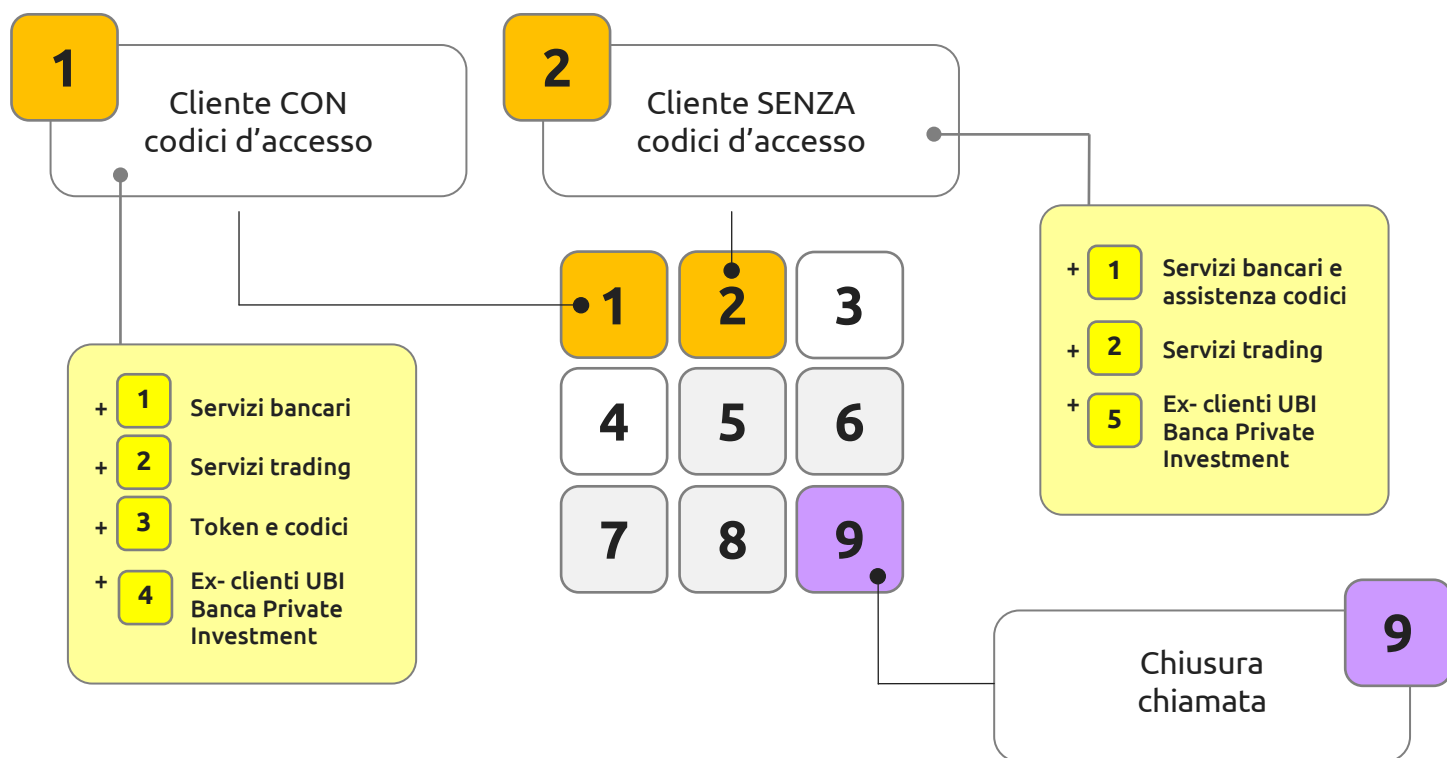 1
Cliente CON
codici d’accesso
2
Cliente SENZA
codici d’accesso
1 2 3
4 5 6
7 8 9
+ 1 Servizi bancari
+ 2 Servizi trading
+ 3 Token e codici
+ 4 Ex- clienti UBI
Banca Private
Investment
+ 1 Servizi bancari e
assistenza codici
+ 2 Servizi trading
+ 5 Ex- clienti UBI
Banca Private
Investment
9
Chiusura
chiamata